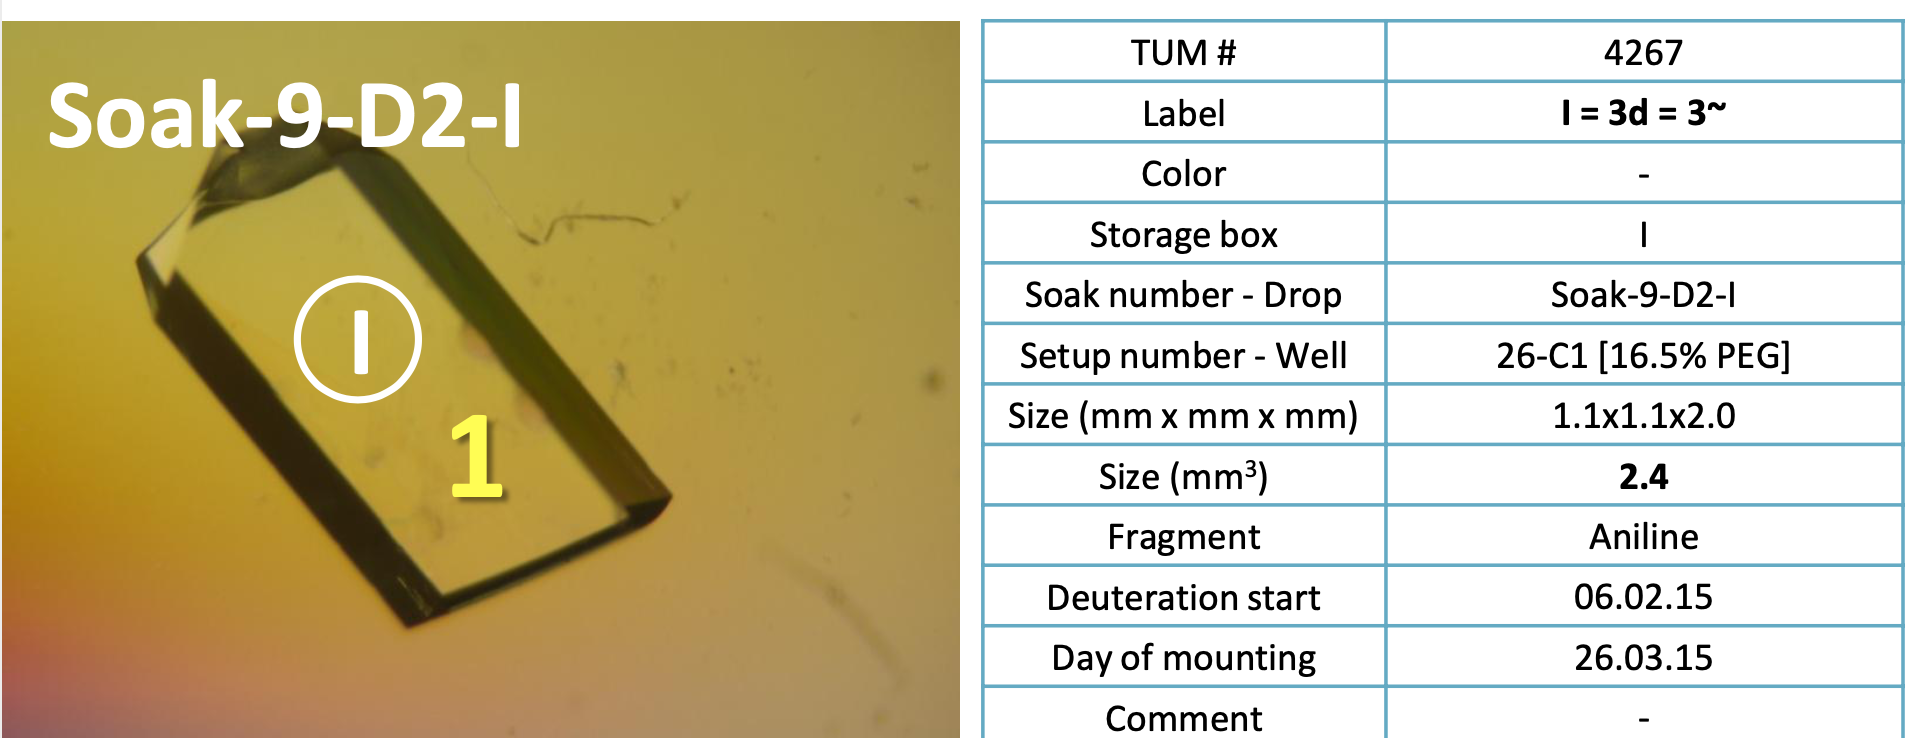 Soak-9-D2-I
I
1
TUM # 4267
Label I = 3d = 3~
Color -
Storage box I
Soak number - Drop Soak-9-D2-I
Setup number - Well 26-C1 [16.5% PEG]
Size (mm x mm x mm) 1.1x1.1x2.0
Size (mm³) 2.4
Fragment Aniline
Deuteration start 06.02.15
Day of mounting 26.03.15
Comment -